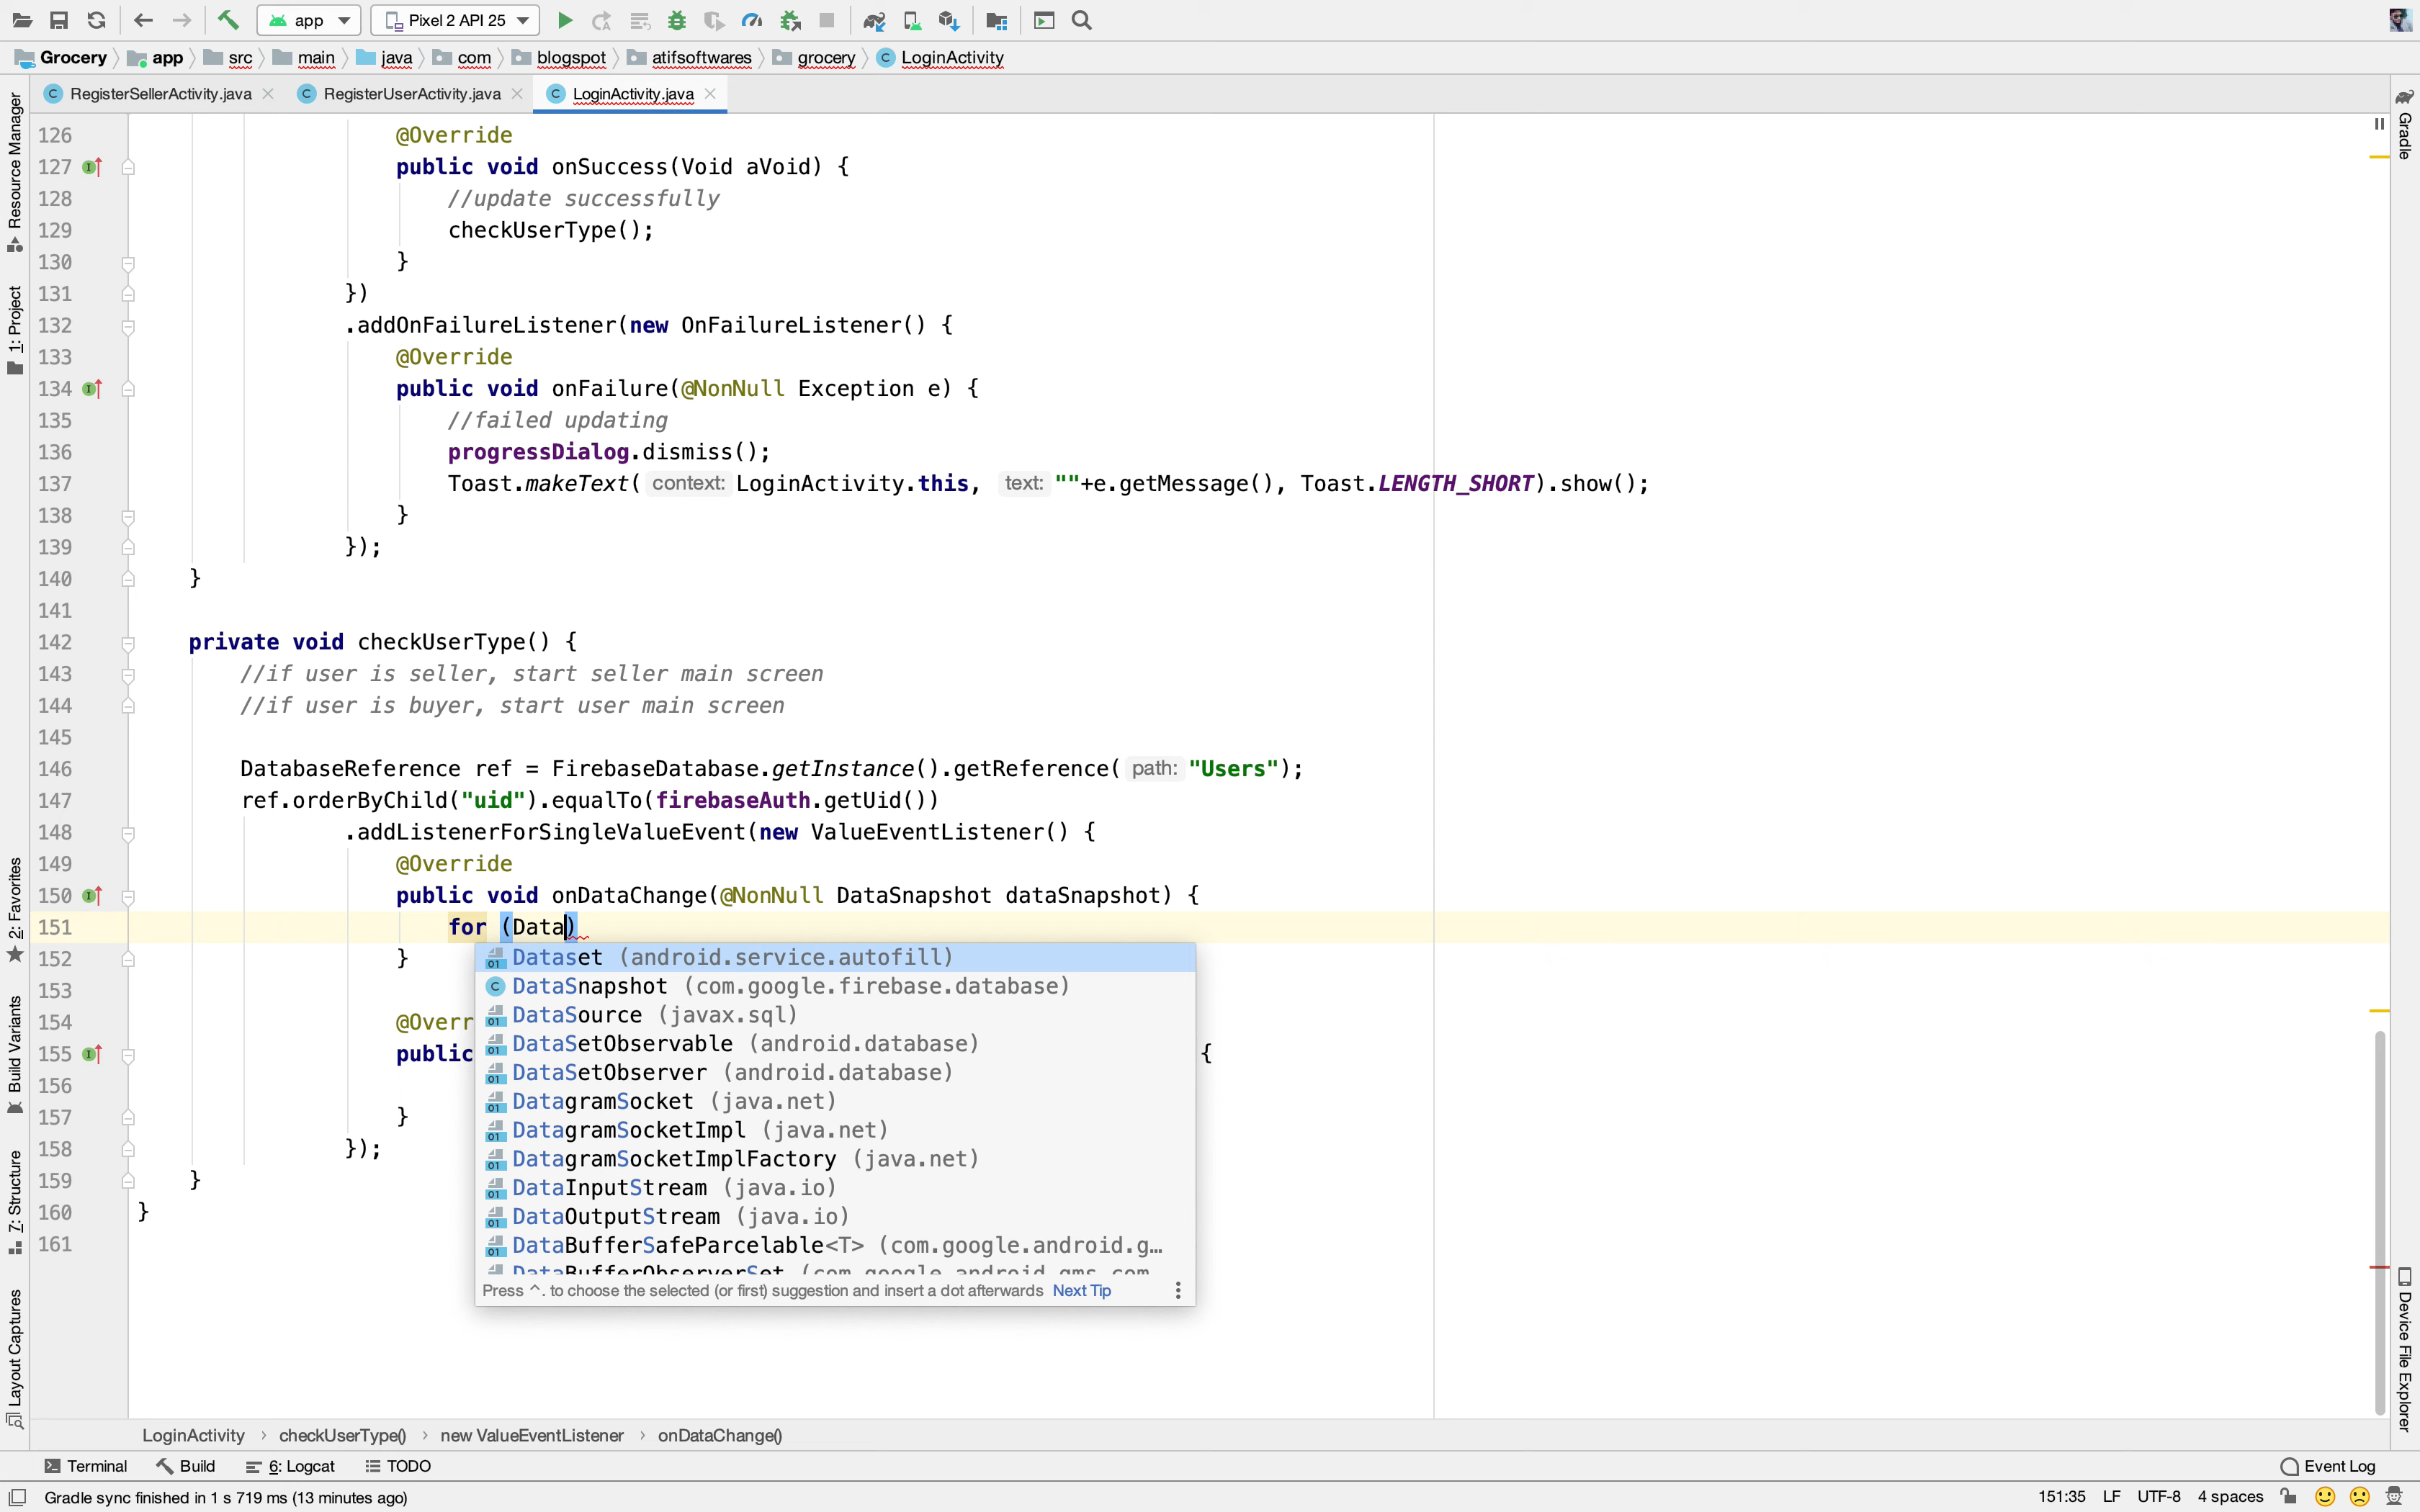 app Pixel 2 API 25
Grocery app src main java com blogspot atifsoftwares grocery LoginActivity
RegisterSellerActivity.java RegisterUserActivity.java LoginActivity.java
Resource Manager
1: Project
2: Favorites
Build Variants
7: Structure
Layout Captures
Gradle
Device File Explorer
126 @Override
127 public void onSuccess(Void aVoid) {
128 //update successfully
129 checkUserType();
130 }
131 })
132 .addOnFailureListener(new OnFailureListener() {
133 @Override
134 public void onFailure(@NonNull Exception e) {
135 //failed updating
136 progressDialog.dismiss();
137 Toast.makeText( context: LoginActivity.this, text: ""+e.getMessage(), Toast.LENGTH_SHORT).show();
138 }
139 });
140 }
141
142 private void checkUserType() {
143 //if user is seller, start seller main screen
144 //if user is buyer, start user main screen
145
146 DatabaseReference ref = FirebaseDatabase.getInstance().getReference( path: "Users");
147 ref.orderByChild("uid").equalTo(firebaseAuth.getUid())
148 .addListenerForSingleValueEvent(new ValueEventListener() {
149 @Override
150 public void onDataChange(@NonNull DataSnapshot dataSnapshot) {
151 for (Data)
152 }
153
154 @Overr
155 public {
156
157 }
158 });
159 }
160 }
161
Dataset (android.service.autofill)
DataSnapshot (com.google.firebase.database)
DataSource (javax.sql)
DataSetObservable (android.database)
DataSetObserver (android.database)
DatagramSocket (java.net)
DatagramSocketImpl (java.net)
DatagramSocketImplFactory (java.net)
DataInputStream (java.io)
DataOutputStream (java.io)
DataBufferSafeParcelable<T> (com.google.android.g…
DataBufferObserverSet (com.google.android.gms.com
Press ^. to choose the selected (or first) suggestion and insert a dot afterwards Next Tip
LoginActivity › checkUserType() › new ValueEventListener › onDataChange()
Terminal Build 6: Logcat TODO Event Log
Gradle sync finished in 1 s 719 ms (13 minutes ago) 151:35 LF UTF-8 4 spaces